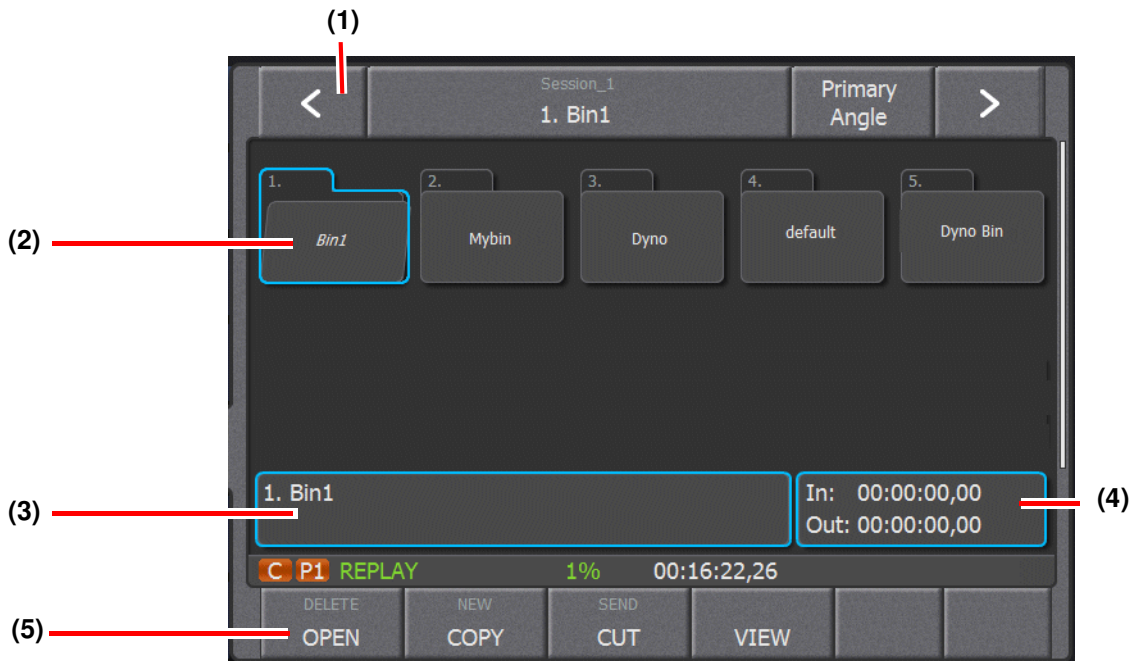 (1)
<
Session_1
1. Bin1
Primary
Angle
>
1.
2.
3.
4.
5.
(2)
Bin1
Mybin
Dyno
default
Dyno Bin
(3)
1. Bin1
In: 00:00:00,00
Out: 00:00:00,00
(4)
C P1 REPLAY 1% 00:16:22,26
(5)
DELETE
OPEN
NEW
COPY
SEND
CUT
VIEW